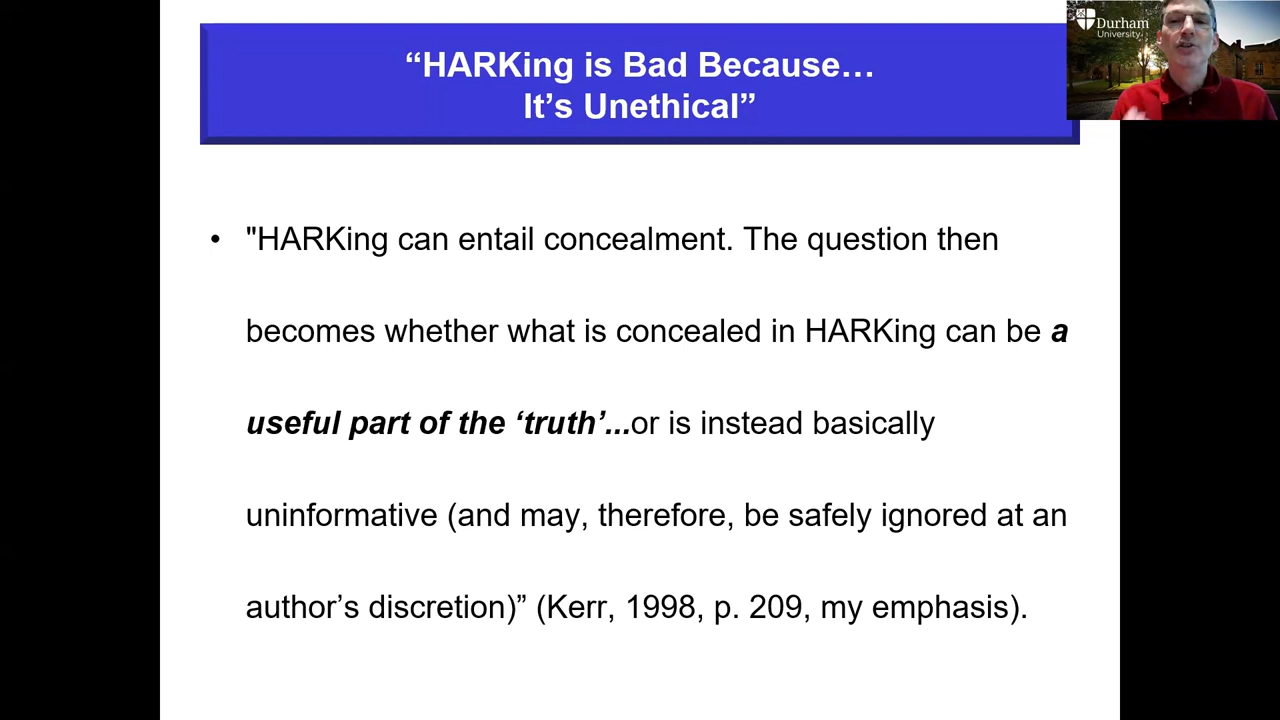 “HARKing is Bad Because…
It’s Unethical”
Durham
University
• "HARKing can entail concealment. The question then
becomes whether what is concealed in HARKing can be a
useful part of the ‘truth’...or is instead basically
uninformative (and may, therefore, be safely ignored at an
author’s discretion)” (Kerr, 1998, p. 209, my emphasis).